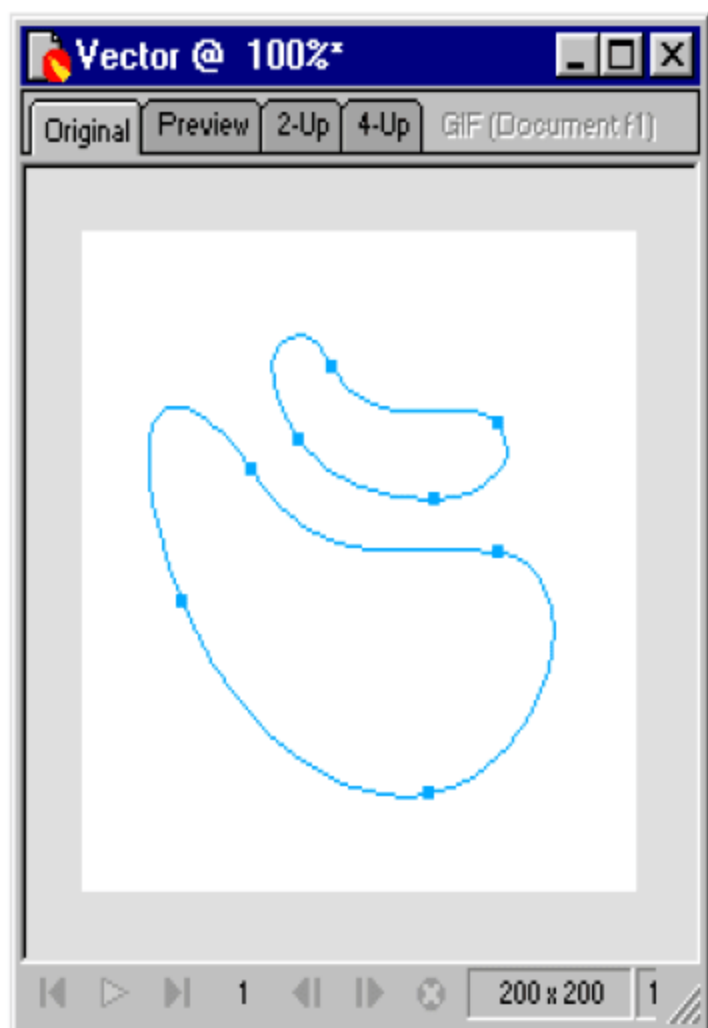 Vector @ 100%*
Original Preview 2-Up 4-Up GIF (Document f1)
1 200 x 200 1